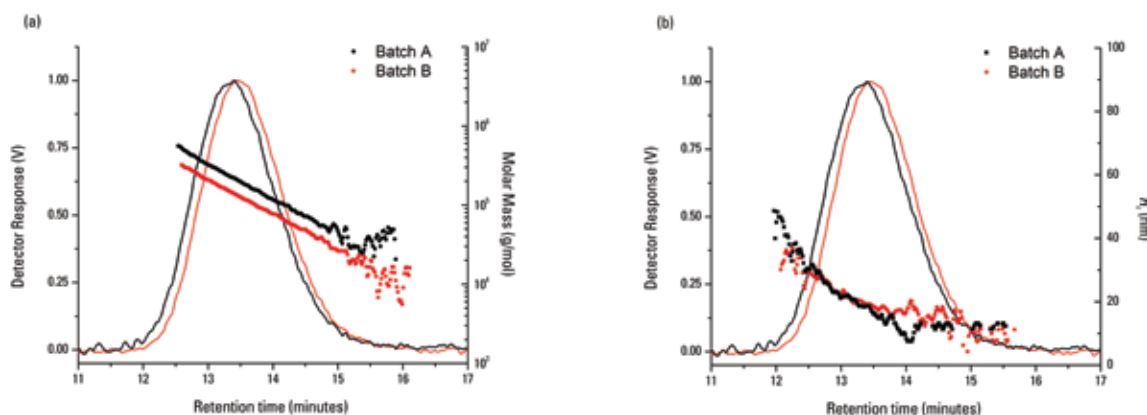 (a)
Batch A
Batch B
Detector Response (V)
1.00
0.75
0.50
0.25
0.00
10⁷
10⁶
10⁵
10⁴
10³
Molar Mass (g/mol)
11 12 13 14 15 16 17
Retention time (minutes)
(b)
Batch A
Batch B
Detector Response (V)
1.00
0.75
0.50
0.25
0.00
100
80
60
40
20
0
(nm)
11 12 13 14 15 16 17
Retention time (minutes)